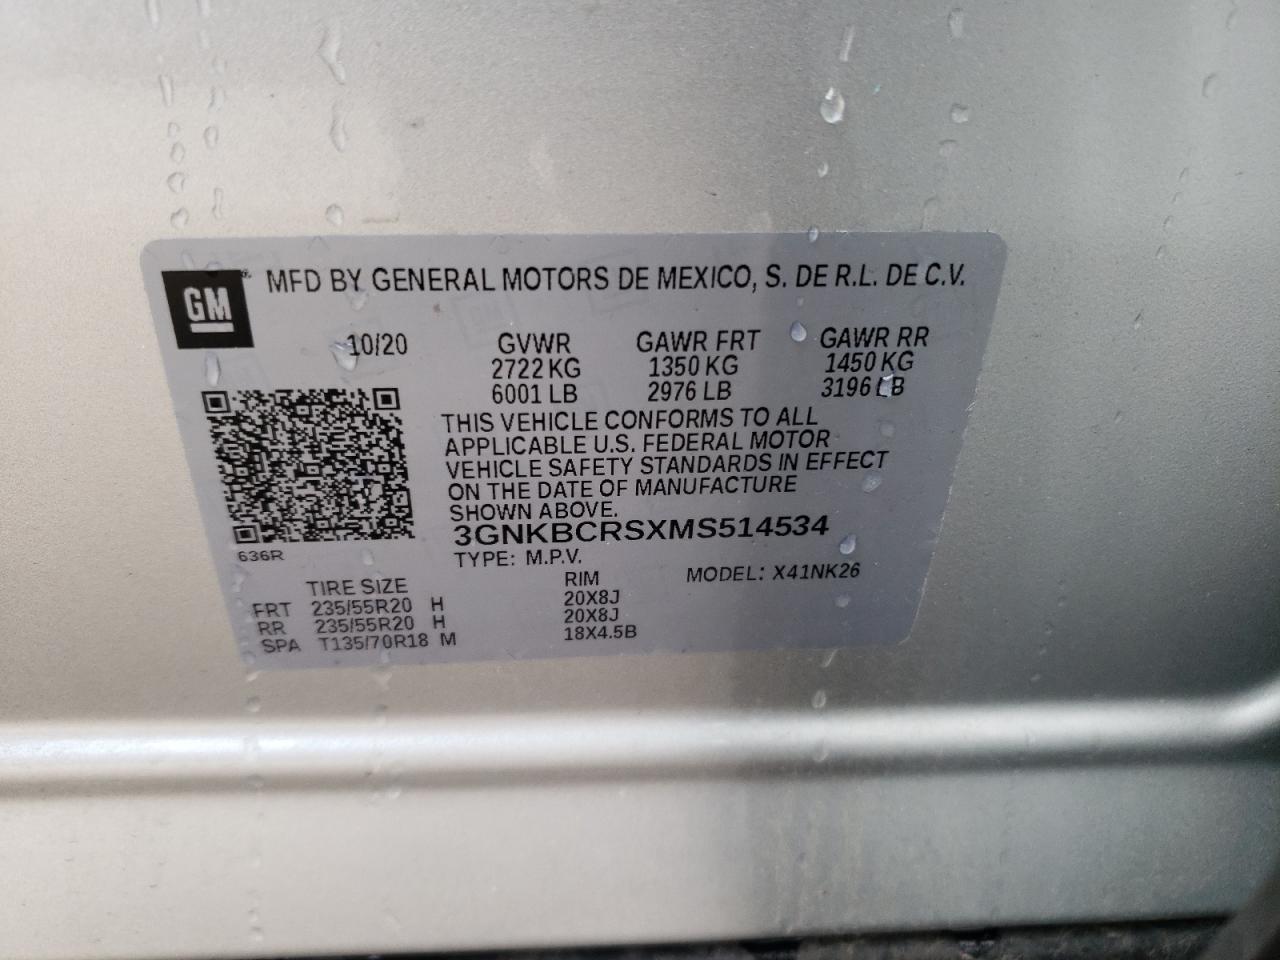 GM® MFD BY GENERAL MOTORS DE MEXICO, S. DE R.L. DE C.V.
10/20 GVWR GAWR FRT GAWR RR
2722 KG 1350 KG 1450 KG
6001 LB 2976 LB 3196 LB
THIS VEHICLE CONFORMS TO ALL
APPLICABLE U.S. FEDERAL MOTOR
VEHICLE SAFETY STANDARDS IN EFFECT
ON THE DATE OF MANUFACTURE
SHOWN ABOVE.
3GNKBCRSXMS514534
636R TYPE: M.P.V.
TIRE SIZE RIM MODEL: X41NK26
FRT 235/55R20 H 20X8J
RR 235/55R20 H 20X8J
SPA T135/70R18 M 18X4.5B